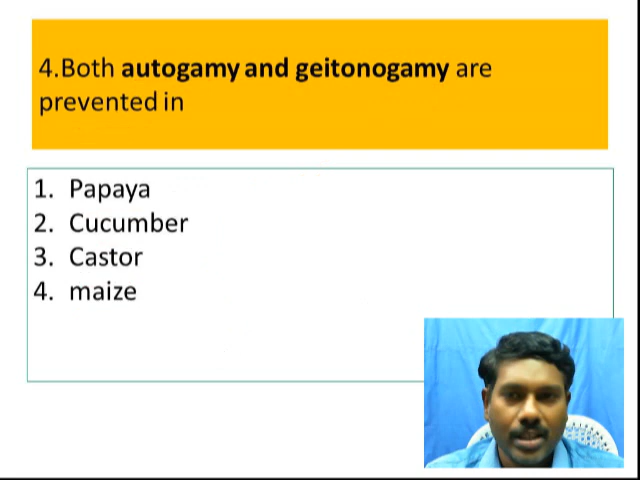 4.Both autogamy and geitonogamy are
prevented in
1. Papaya
2. Cucumber
3. Castor
4. maize